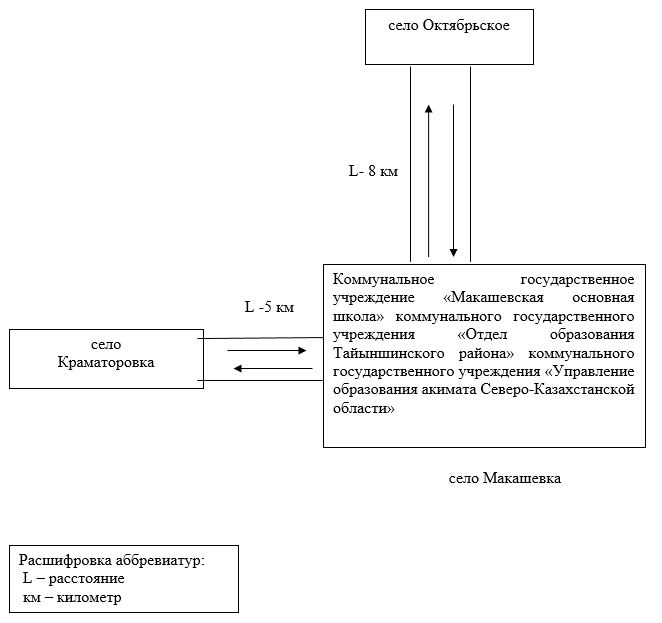 село Октябрьское
L- 8 км
Коммунальное государственное
учреждение «Макашевская основная
школа» коммунального государственного
учреждения «Отдел образования
Тайыншинского района» коммунального
государственного учреждения «Управление
образования акимата Северо-Казахстанской
области»
L -5 км
село
Краматоровка
село Макашевка
Расшифровка аббревиатур:
L – расстояние
км – километр